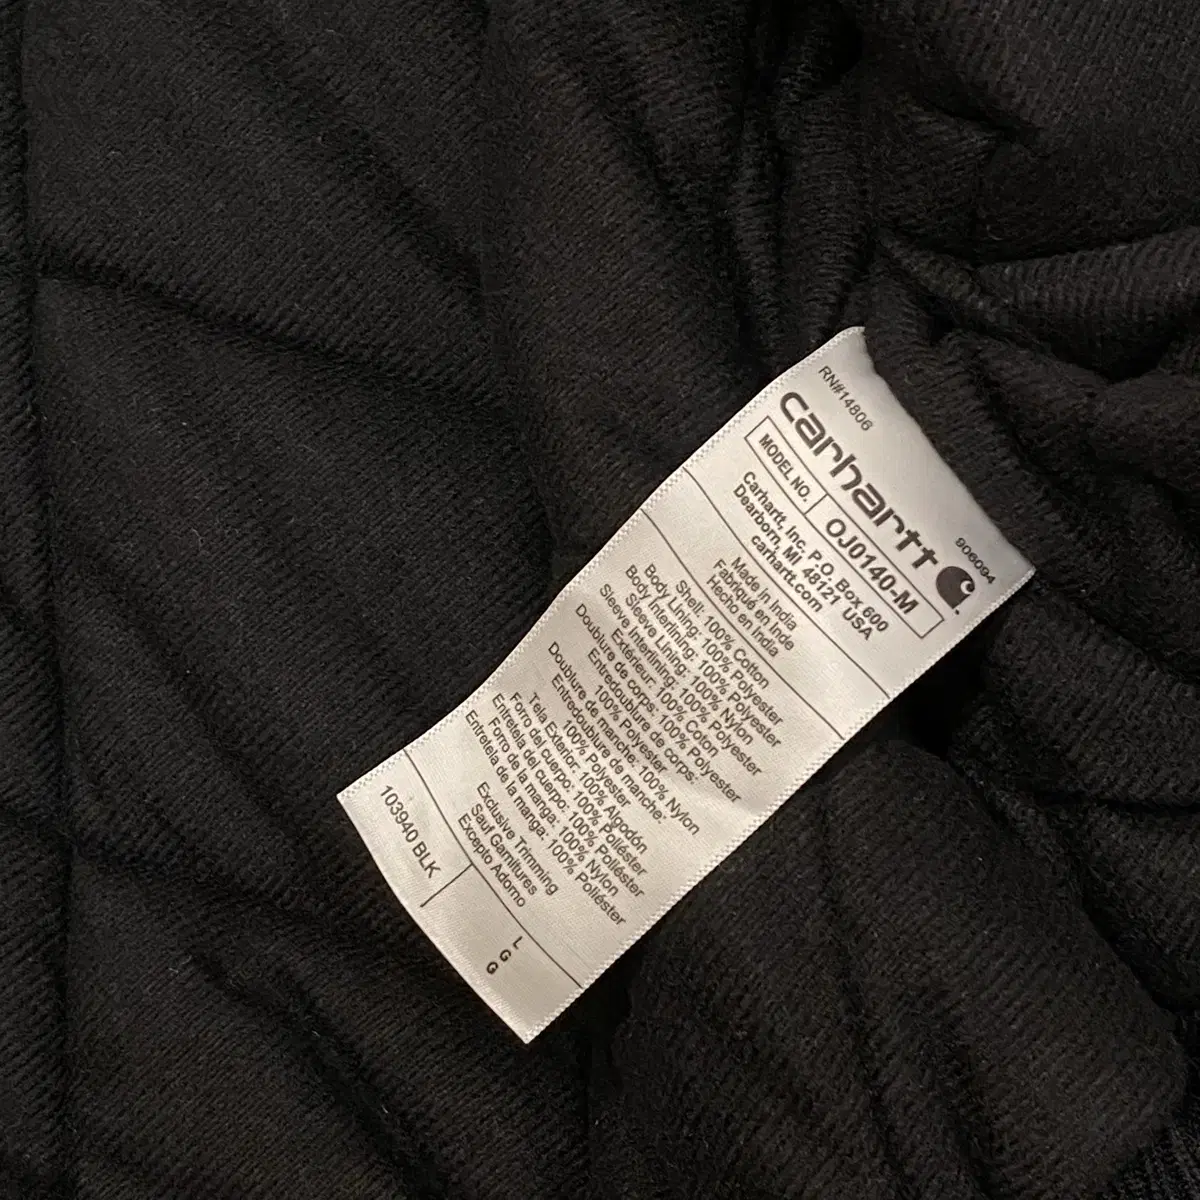 RN#14806
906094
carhartt
MODEL NO. OJ0140-M
Carhartt, Inc. P.O. Box 600
Dearborn, MI 48121 USA
carhartt.com
Made in India
Fabriqué en Inde
Hecho en India
Shell: 100% Cotton
Body Lining: 100% Polyester
Body Interlining: 100% Polyester
Sleeve Lining: 100% Nylon
Sleeve Interlining: 100% Polyester
Extérieur: 100% Coton
Doublure de corps: 100% Polyester
Entredoublure de corps:
100% Polyester
Doublure de manche: 100% Nylon
Entredoublure de manche:
100% Polyester
Tela Exterior: 100% Algodón
Forro del cuerpo: 100% Poliéster
Entretela del cuerpo: 100% Poliéster
Forro de la manga: 100% Nylon
Entretela de la manga: 100% Poliéster
Exclusive Trimming
Sauf Garnitures
Excepto Adorno
103940 BLK
L
G
G